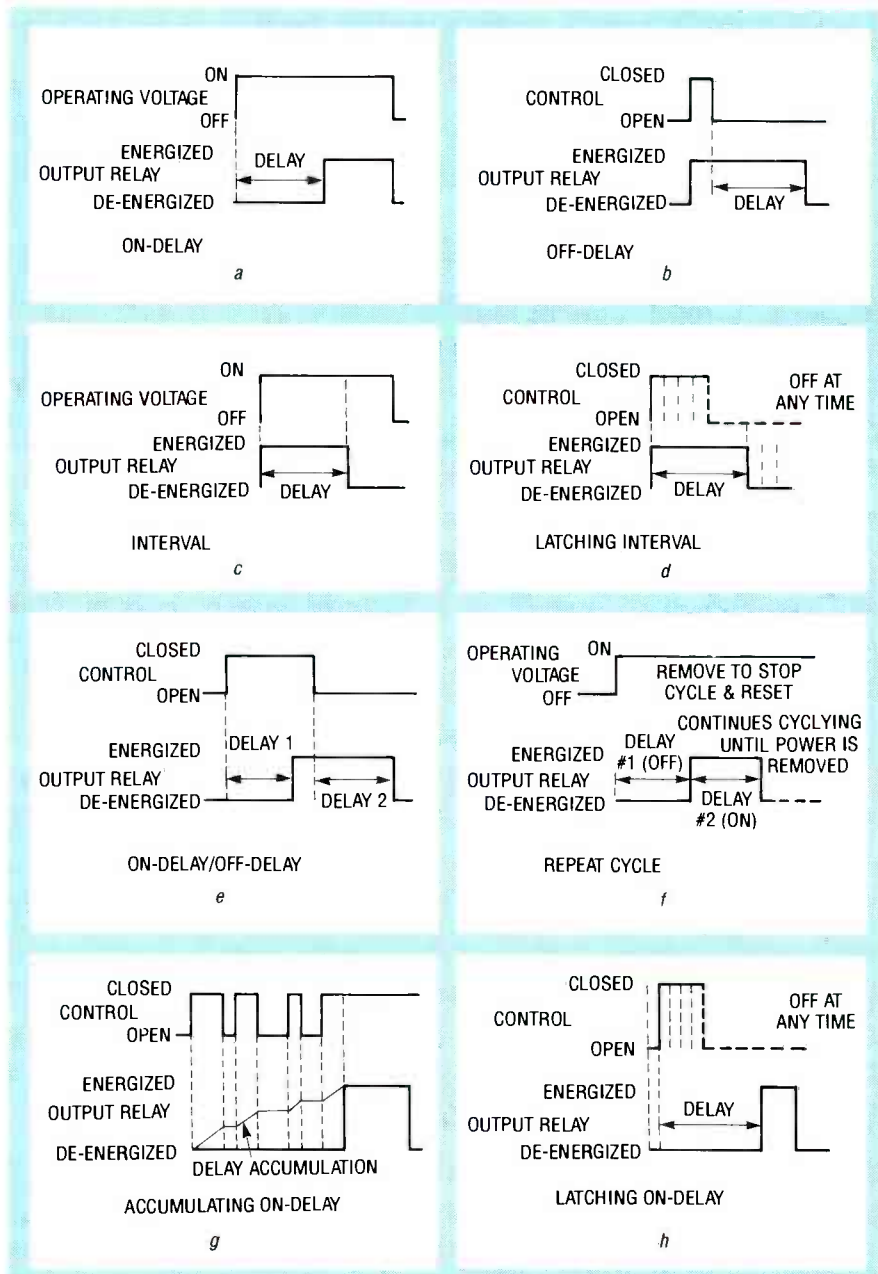 ON
OPERATING VOLTAGE
OFF
ENERGIZED
DELAY
OUTPUT RELAY
DE-ENERGIZED
ON-DELAY
a
CLOSED
CONTROL
OPEN
ENERGIZED
OUTPUT RELAY
DE-ENERGIZED
DELAY
OFF-DELAY
b
ON
OPERATING VOLTAGE
OFF
ENERGIZED
OUTPUT RELAY
DE-ENERGIZED
DELAY
INTERVAL
c
CLOSED
CONTROL
OPEN
OFF AT
ANY TIME
ENERGIZED
OUTPUT RELAY
DE-ENERGIZED
DELAY
LATCHING INTERVAL
d
CLOSED
CONTROL
OPEN
ENERGIZED
DELAY 1
OUTPUT RELAY
DE-ENERGIZED
DELAY 2
ON-DELAY/OFF-DELAY
e
OPERATING
VOLTAGE
ON
OFF
REMOVE TO STOP
CYCLE & RESET
CONTINUES CYCLYING
UNTIL POWER IS
REMOVED
ENERGIZED
DELAY
#1 (OFF)
OUTPUT RELAY
DE-ENERGIZED
DELAY
#2 (ON)
REPEAT CYCLE
f
CLOSED
CONTROL
OPEN
ENERGIZED
OUTPUT RELAY
DE-ENERGIZED
DELAY ACCUMULATION
ACCUMULATING ON-DELAY
g
CLOSED
CONTROL
OPEN
OFF AT
ANY TIME
ENERGIZED
DELAY
OUTPUT RELAY
DE-ENERGIZED
LATCHING ON-DELAY
h